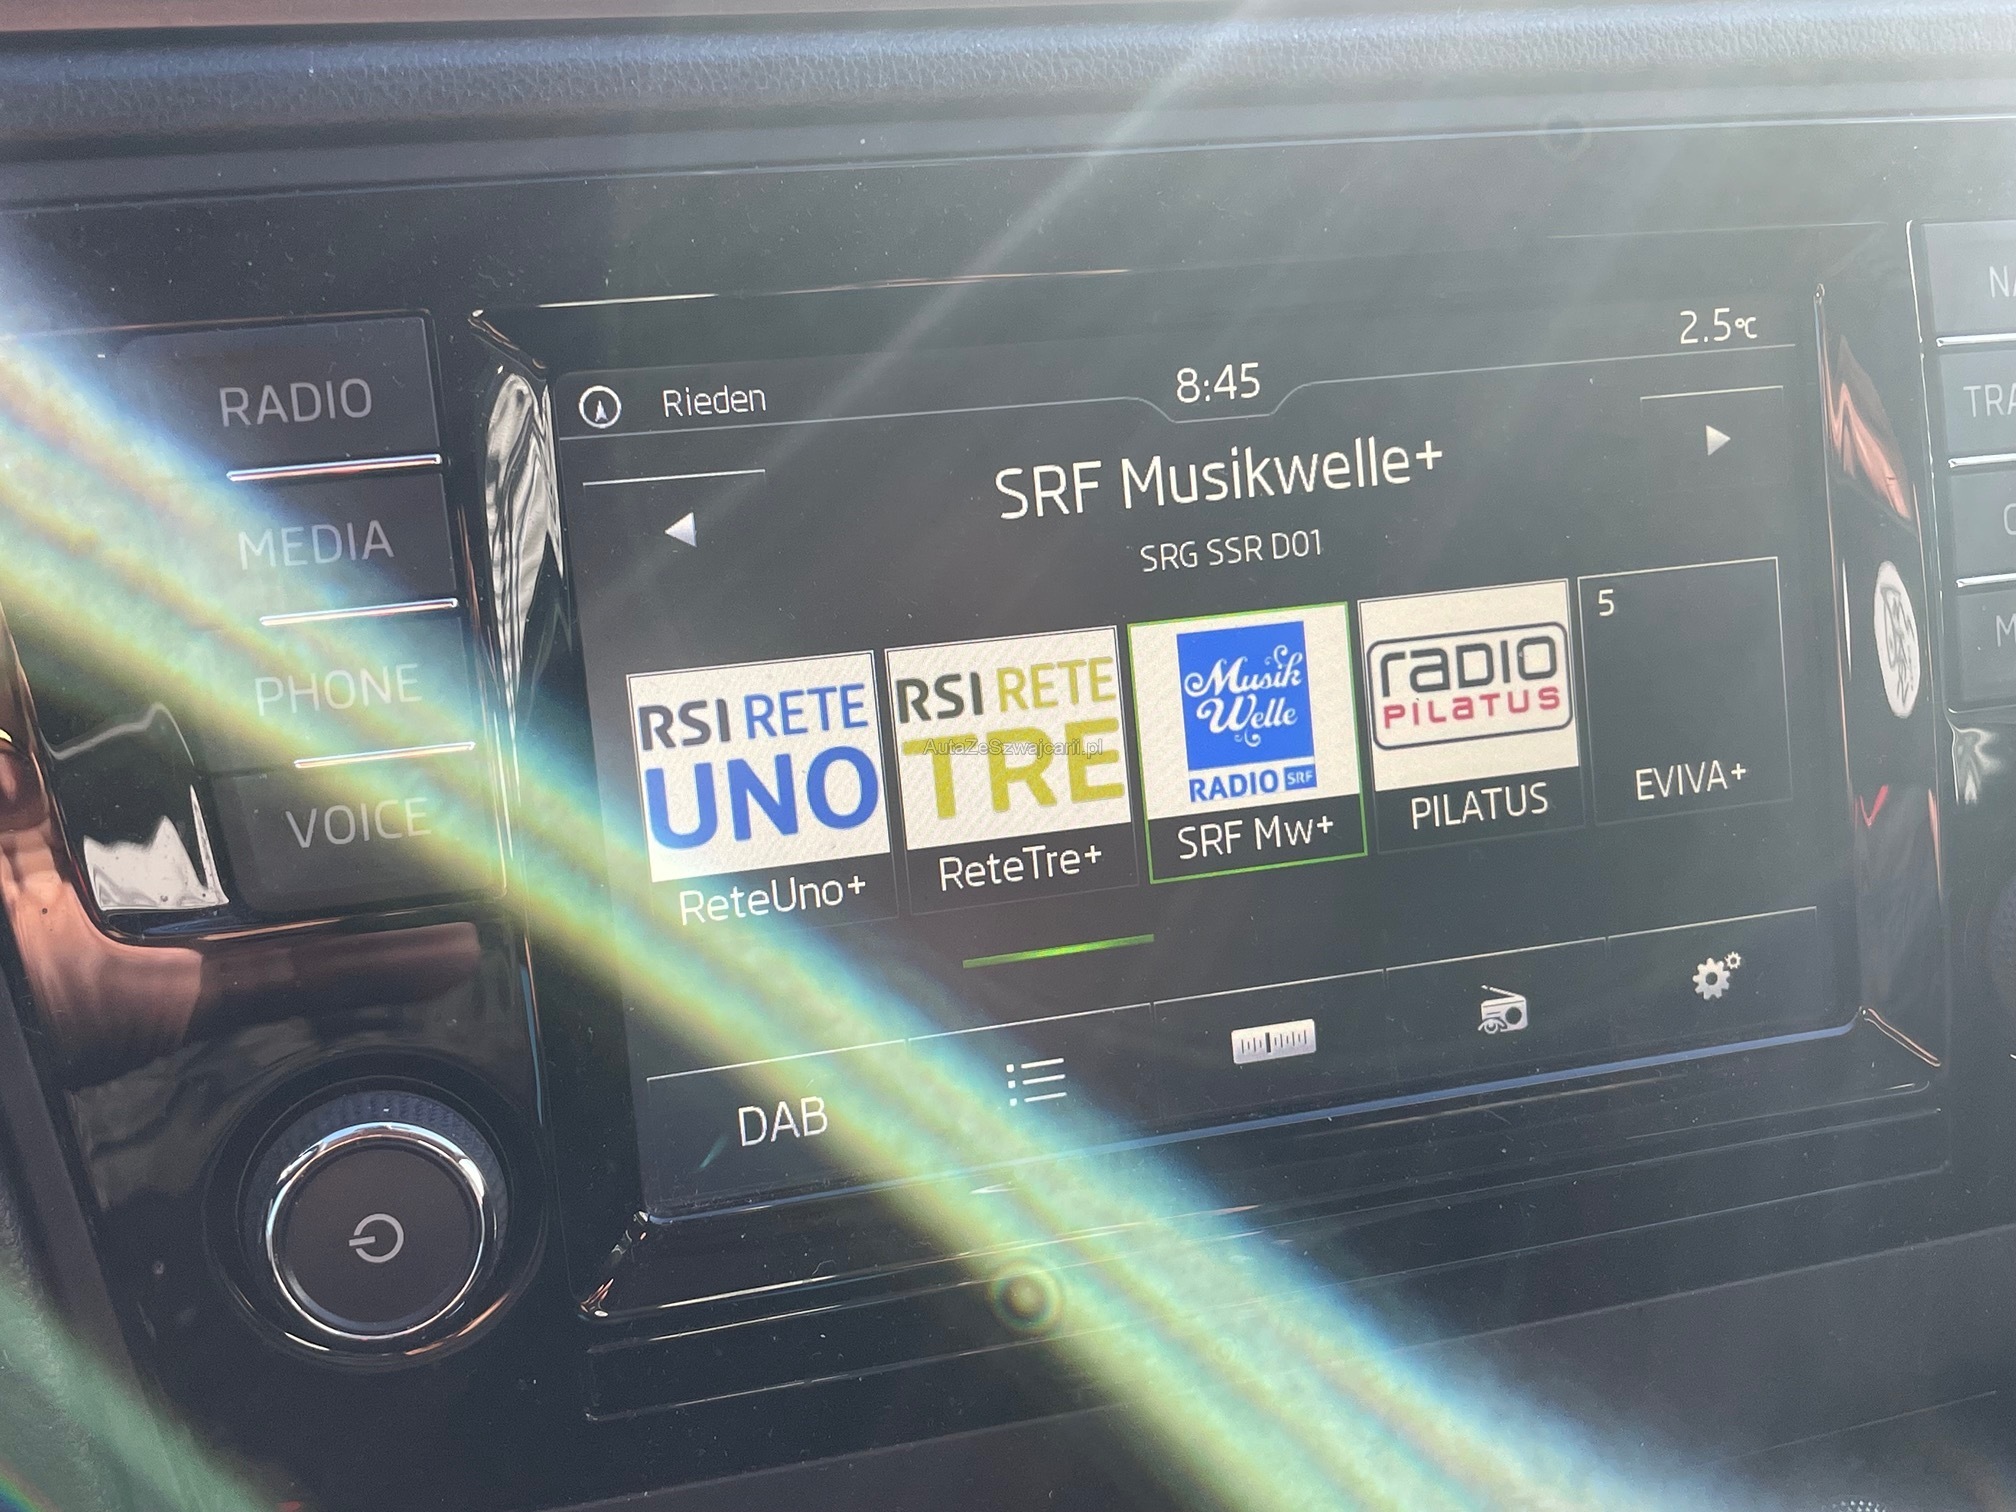 2.5°C
Rieden
8:45
SRF Musikwelle+
SRG SSR D01
RADIO
MEDIA
PHONE
VOICE
RSI RETE
UNO
ReteUno+
RSI RETE
TRE
ReteTre+
Musik
Welle
RADIO SRF
SRF Mw+
RADIO
PILATUS
PILATUS
5
EVIVA+
AutaZeSzwajcarii.pl
DAB